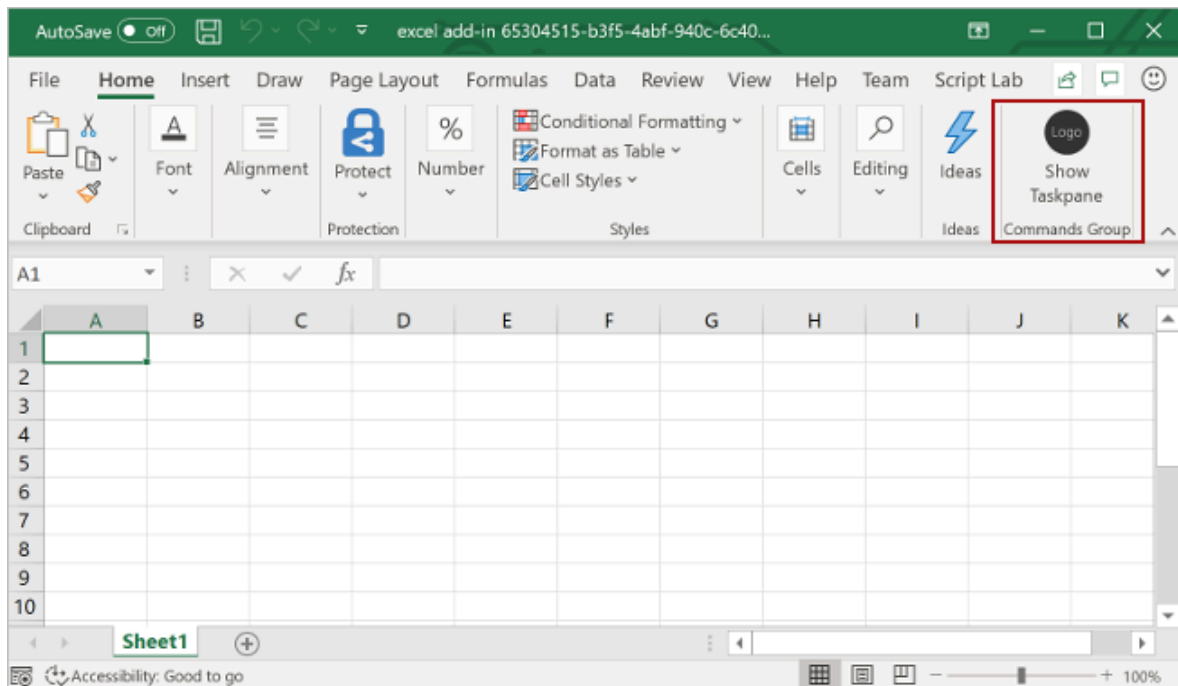 AutoSave Off excel add-in 65304515-b3f5-4abf-940c-6c40...
File Home Insert Draw Page Layout Formulas Data Review View Help Team Script Lab
Paste
Clipboard
Font
Alignment
Protect
Protection
%
Number
Conditional Formatting
Format as Table
Cell Styles
Styles
Cells
Editing
Ideas
Ideas
Logo
Show
Taskpane
Commands Group
A1 fx
A B C D E F G H I J K
1
2
3
4
5
6
7
8
9
10
Sheet1
Accessibility: Good to go 100%